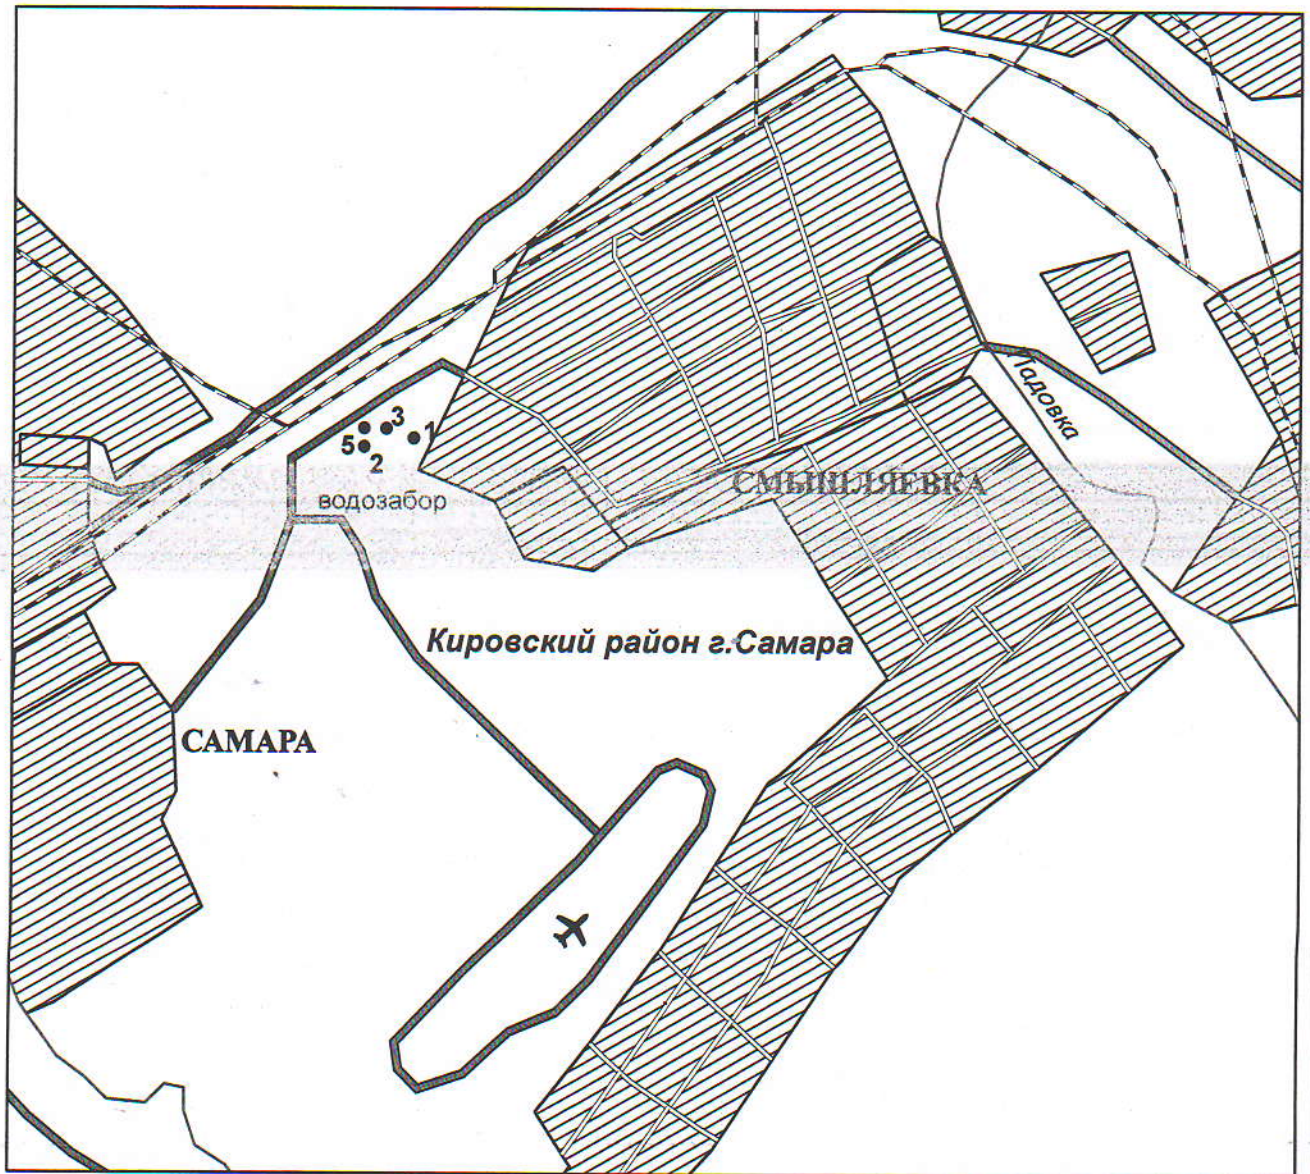 Падовка
3
1
5
2
водозабор
СМЫШЛЯЕВКА
Кировский район г.Самара
САМАРА